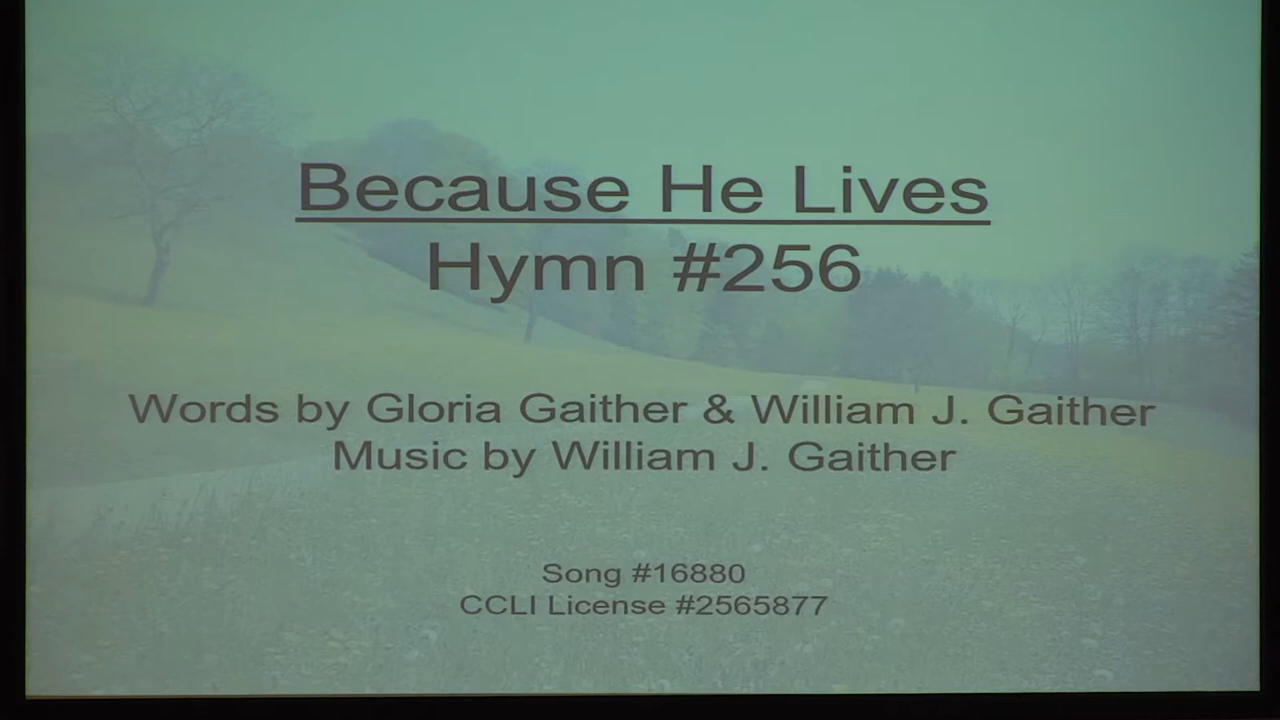 Because He Lives
Hymn #256
Words by Gloria Gaither & William J. Gaither
Music by William J. Gaither
Song #16880
CCLI License #2565877